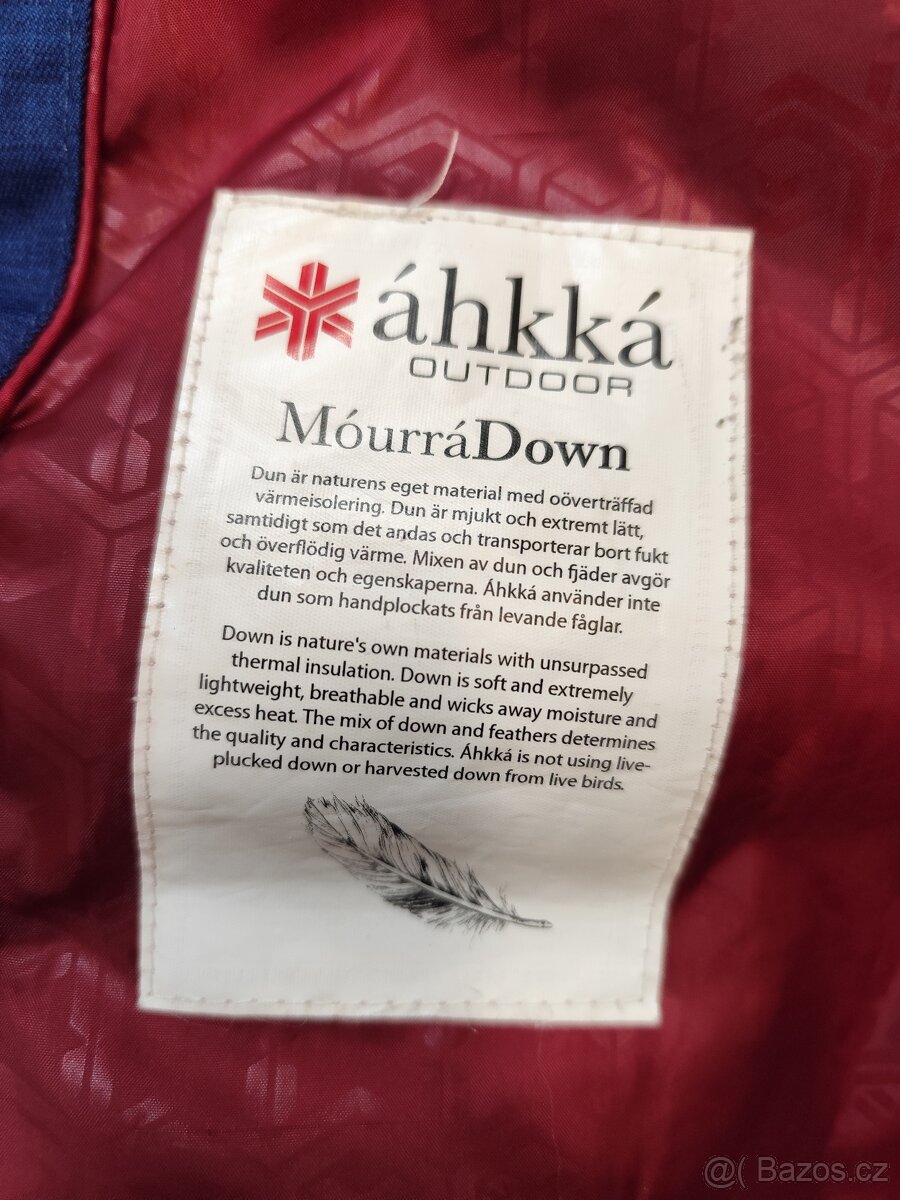 áhkká
OUTDOOR
MóurráDown
Dun är naturens eget material med oöverträffad
värmeisolering. Dun är mjukt och extremt lätt,
samtidigt som det andas och transporterar bort fukt
och överflödig värme. Mixen av dun och fjäder avgör
kvaliteten och egenskaperna. Áhkká använder inte
dun som handplockats från levande fåglar.
Down is nature's own materials with unsurpassed
thermal insulation. Down is soft and extremely
lightweight, breathable and wicks away moisture and
excess heat. The mix of down and feathers determines
the quality and characteristics. Áhkká is not using live-
plucked down or harvested down from live birds.
@( Bazoš.cz